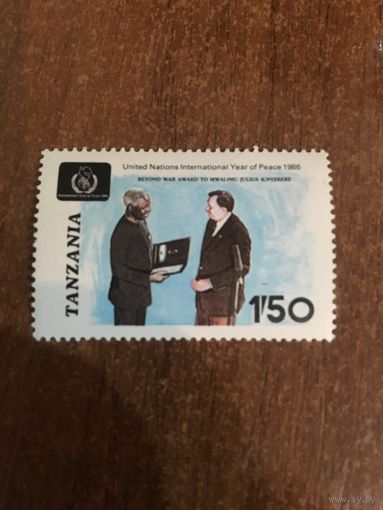 United Nations International Year of Peace 1986
BEYOND WAR AWARD TO MWALIMU JULIUS K.NYERERE
TANZANIA
1'50
www.ay.by